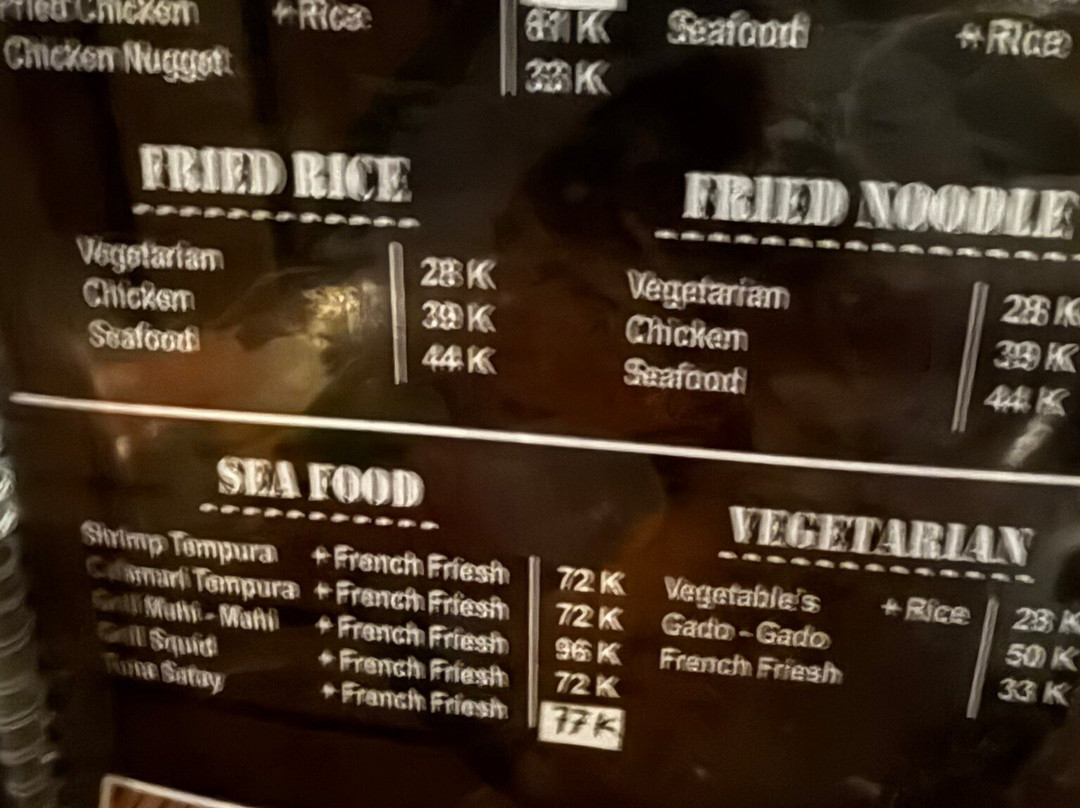 Fried Chicken + Rice 61 K
Chicken Nugget 33 K
Seafood + Rice
FRIED RICE
Vegetarian 28 K
Chicken 39 K
Seafood 44 K
FRIED NOODLE
Vegetarian 28 K
Chicken 39 K
Seafood 44 K
SEA FOOD
Shrimp Tempura + French Friesh 72 K
Calamari Tempura + French Friesh 72 K
Grill Mahi - Mahi + French Friesh 96 K
Grill Squid + French Friesh 72 K
Tuna Satay + French Friesh 77 K
VEGETARIAN
Vegetable's + Rice 28 K
Gado - Gado 50 K
French Friesh 33 K